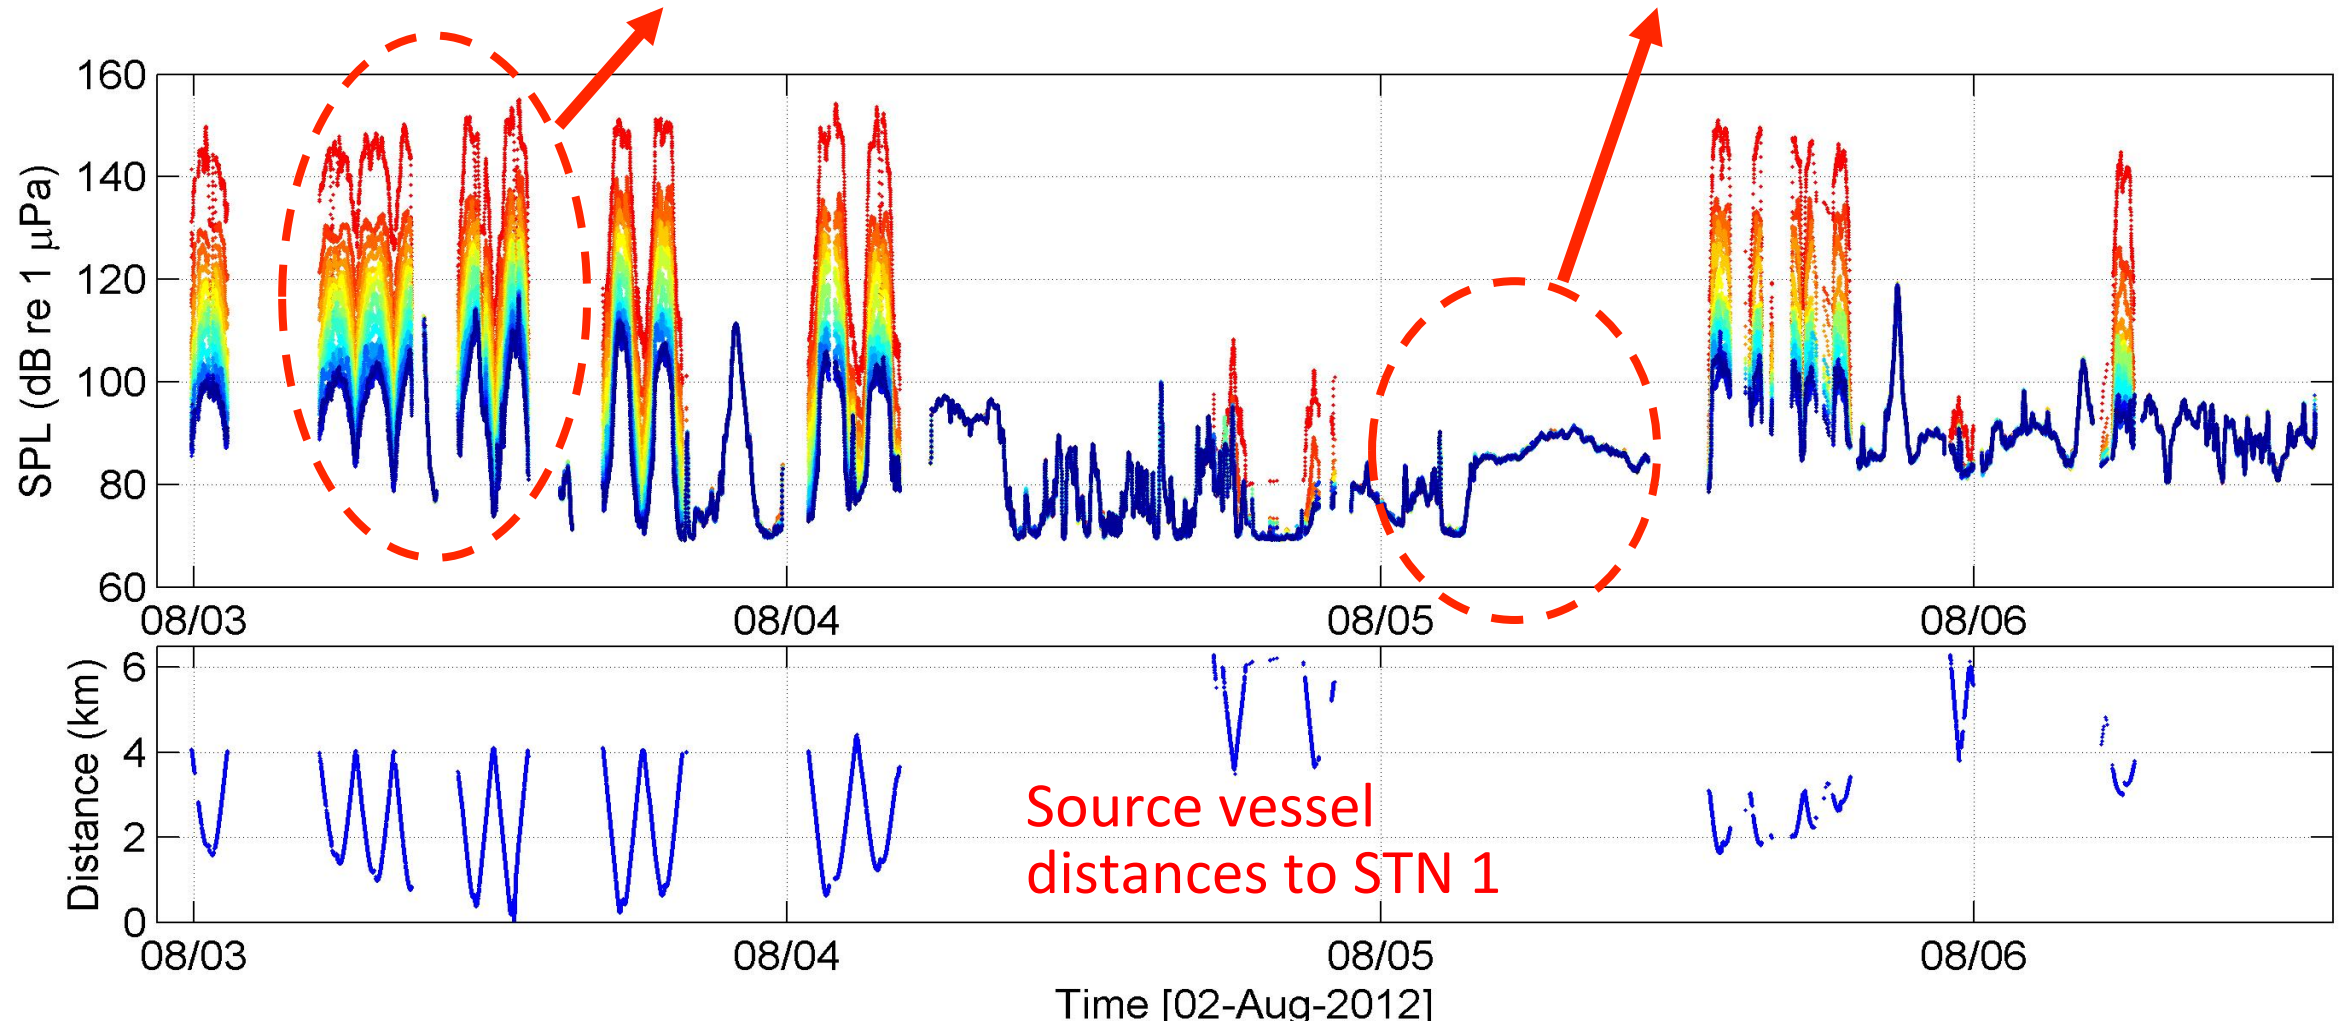 160
140
120
100
80
60
SPL (dB re 1 μPa)
08/03 08/04 08/05 08/06
6
4
2
0
Distance (km)
Source vessel
distances to STN 1
08/03 08/04 08/05 08/06
Time [02-Aug-2012]